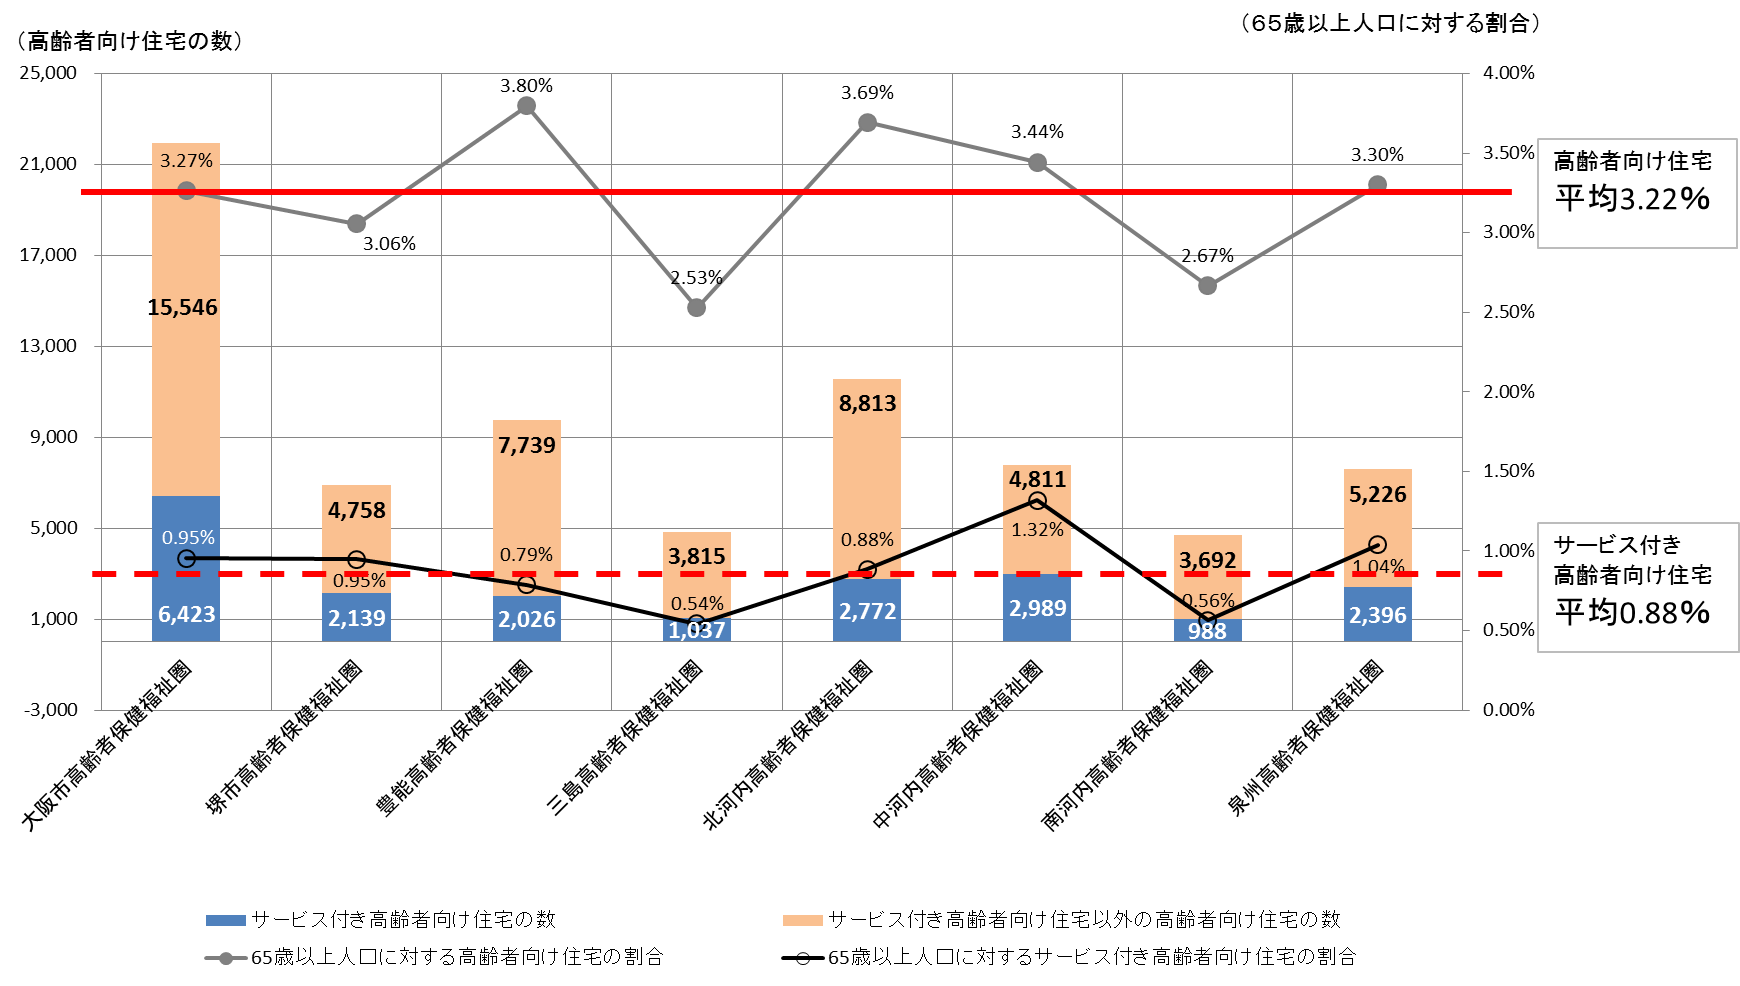 （高齢者向け住宅の数）
（６５歳以上人口に対する割合）
25,000
21,000
17,000
13,000
9,000
5,000
1,000
-3,000
4.00%
3.50%
3.00%
2.50%
2.00%
1.50%
1.00%
0.50%
0.00%
3.27%
3.06%
3.80%
2.53%
3.69%
3.44%
2.67%
3.30%
15,546
4,758
7,739
3,815
8,813
4,811
3,692
5,226
0.95%
0.95%
0.79%
0.54%
0.88%
1.32%
0.56%
1.04%
6,423
2,139
2,026
1,037
2,772
2,989
988
2,396
高齢者向け住宅
平均3.22％
サービス付き
高齢者向け住宅
平均0.88％
大阪市高齢者保健福祉圏
堺市高齢者保健福祉圏
豊能高齢者保健福祉圏
三島高齢者保健福祉圏
北河内高齢者保健福祉圏
中河内高齢者保健福祉圏
南河内高齢者保健福祉圏
泉州高齢者保健福祉圏
サービス付き高齢者向け住宅の数
サービス付き高齢者向け住宅以外の高齢者向け住宅の数
65歳以上人口に対する高齢者向け住宅の割合
65歳以上人口に対するサービス付き高齢者向け住宅の割合